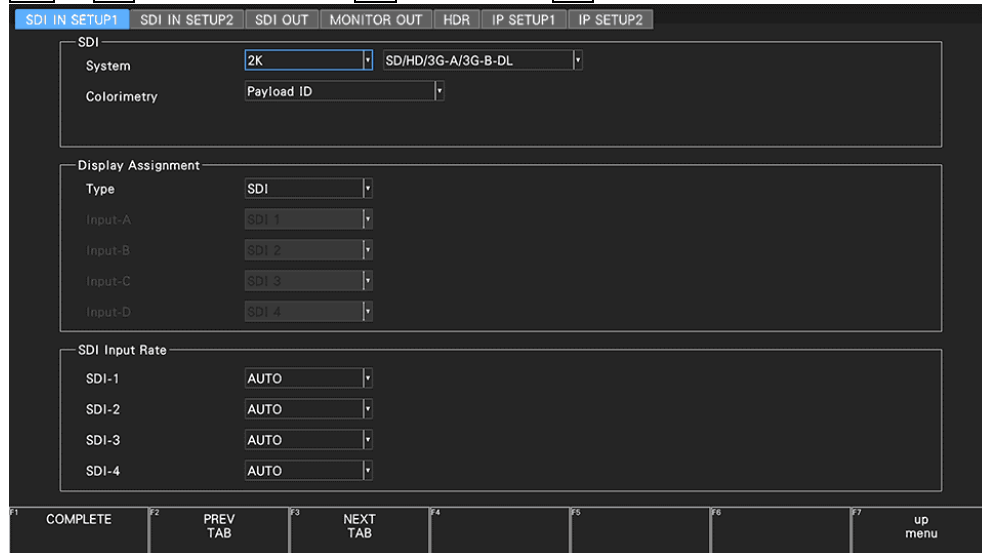 SDI IN SETUP1 SDI IN SETUP2 SDI OUT MONITOR OUT HDR IP SETUP1 IP SETUP2
SDI
System 2K SD/HD/3G-A/3G-B-DL
Colorimetry Payload ID
Display Assignment
Type SDI
Input-A SDI 1
Input-B SDI 2
Input-C SDI 3
Input-D SDI 4
SDI Input Rate
SDI-1 AUTO
SDI-2 AUTO
SDI-3 AUTO
SDI-4 AUTO
F1 COMPLETE F2 PREV TAB F3 NEXT TAB F4 F5 F6 F7 up menu